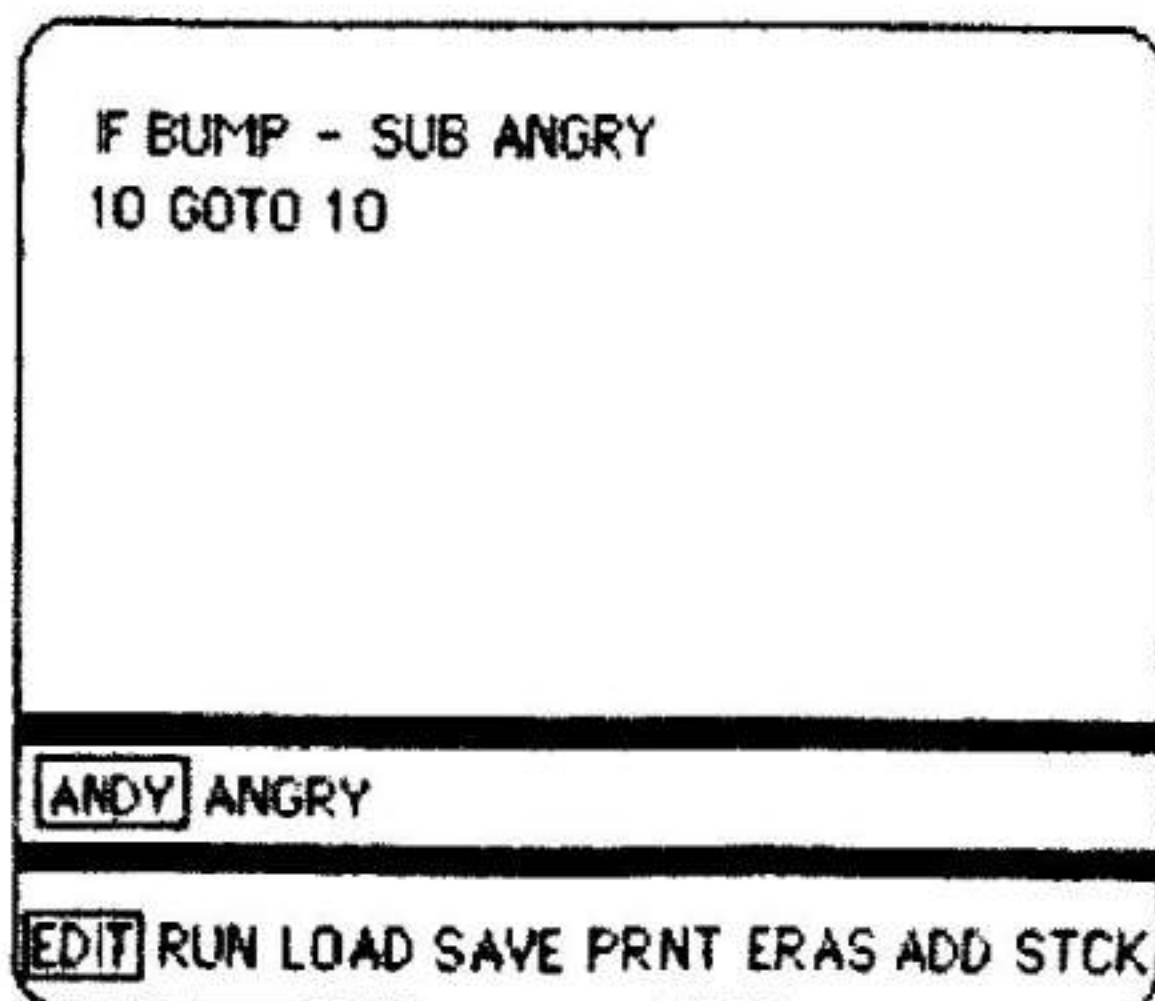 IF BUMP - SUB ANGRY
10 GOTO 10
ANDY ANGRY
EDIT RUN LOAD SAVE PRNT ERAS ADD STCK